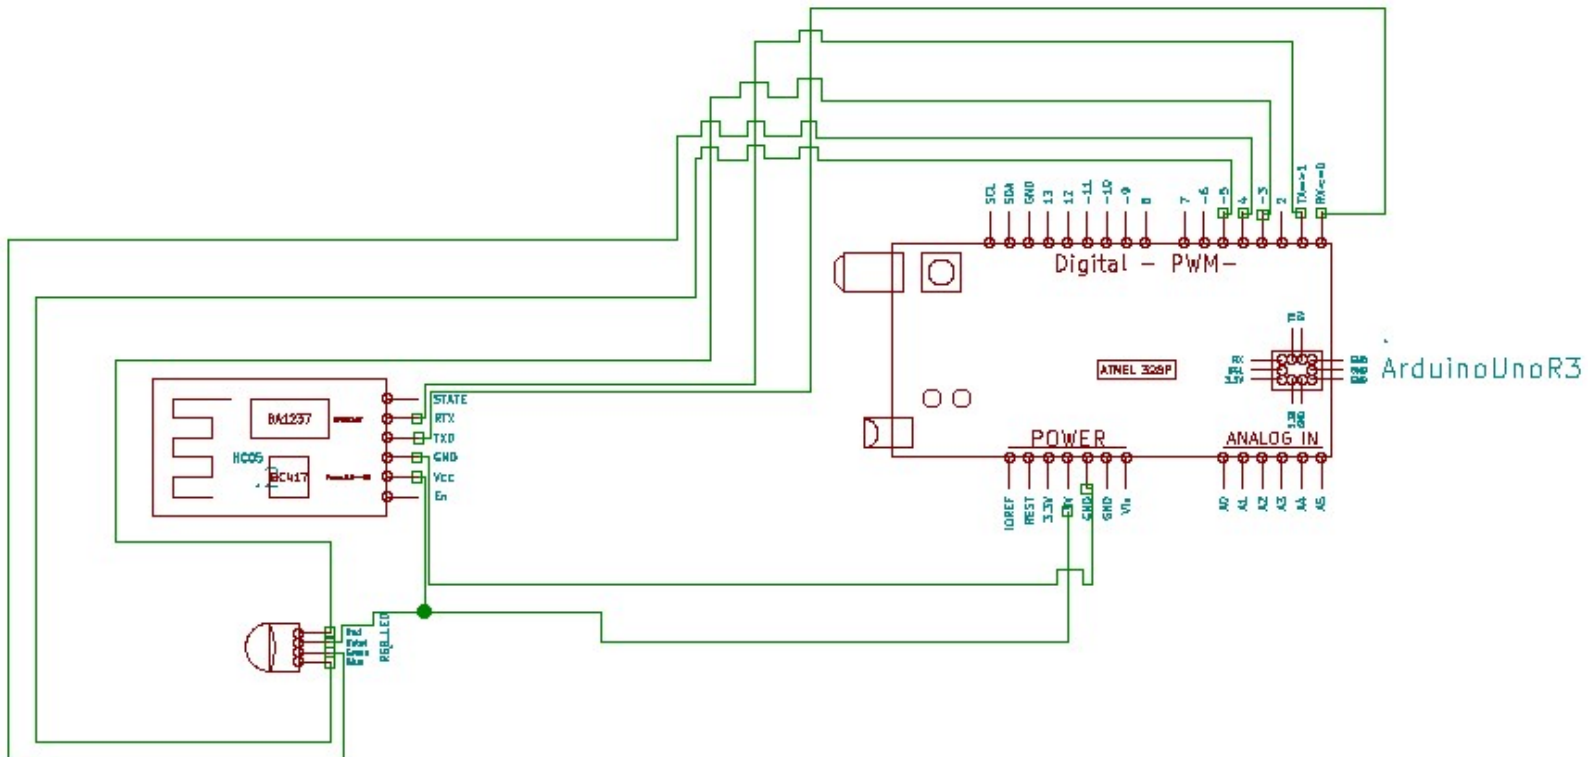 SCL
SDA
GND
13
12
-11
-10
-9
8
7
-6
-5
4
-3
2
TX=>1
RX<=0
Digital - PWM-
ATMEL 328P
ArduinoUnoR3
POWER
ANALOG IN
IOREF
REST
3.3V
5V
GND
GND
Vin
A0
A1
A2
A3
A4
A5
BA1237
HC05
BC417
STATE
RTX
TXD
GND
Vcc
En
RGB_LED